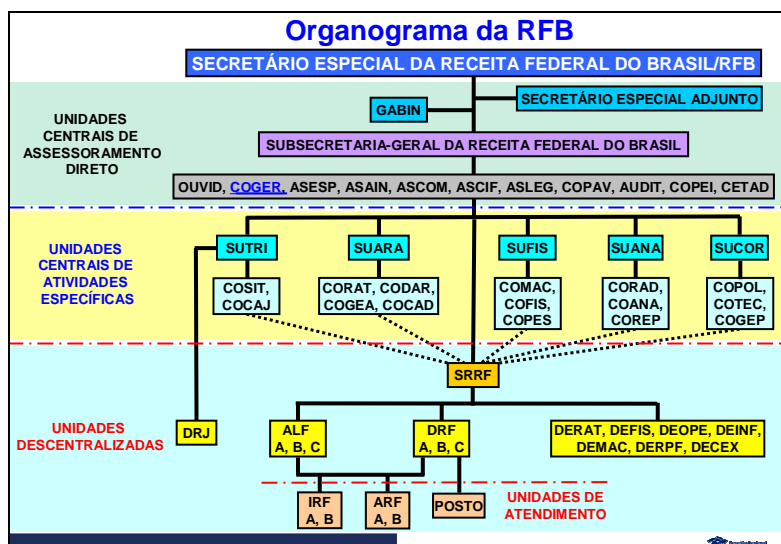 Organograma da RFB
SECRETÁRIO ESPECIAL DA RECEITA FEDERAL DO BRASIL/RFB
UNIDADES
CENTRAIS DE
ASSESSORAMENTO
DIRETO
GABIN
SECRETÁRIO ESPECIAL ADJUNTO
SUBSECRETARIA-GERAL DA RECEITA FEDERAL DO BRASIL
OUVID, COGER, ASESP, ASAIN, ASCOM, ASCIF, ASLEG, COPAV, AUDIT, COPEI, CETAD
UNIDADES
CENTRAIS DE
ATIVIDADES
ESPECÍFICAS
SUTRI
SUARA
SUFIS
SUANA
SUCOR
COSIT,
COCAJ
CORAT, CODAR,
COGEA, COCAD
COMAC,
COFIS,
COPES
CORAD,
COANA,
COREP
COPOL,
COTEC,
COGEP
SRRF
UNIDADES
DESCENTRALIZADAS
DRJ
ALF
A, B, C
DRF
A, B, C
DERAT, DEFIS, DEOPE, DEINF,
DEMAC, DERPF, DECEX
IRF
A, B
ARF
A, B
POSTO
UNIDADES DE
ATENDIMENTO